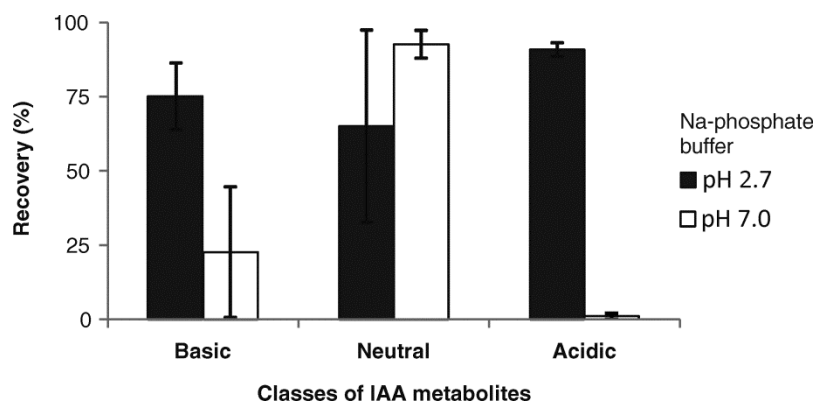 100
75
50
25
0
Recovery (%)
Basic
Neutral
Acidic
Classes of IAA metabolites
Na-phosphate
buffer
pH 2.7
pH 7.0